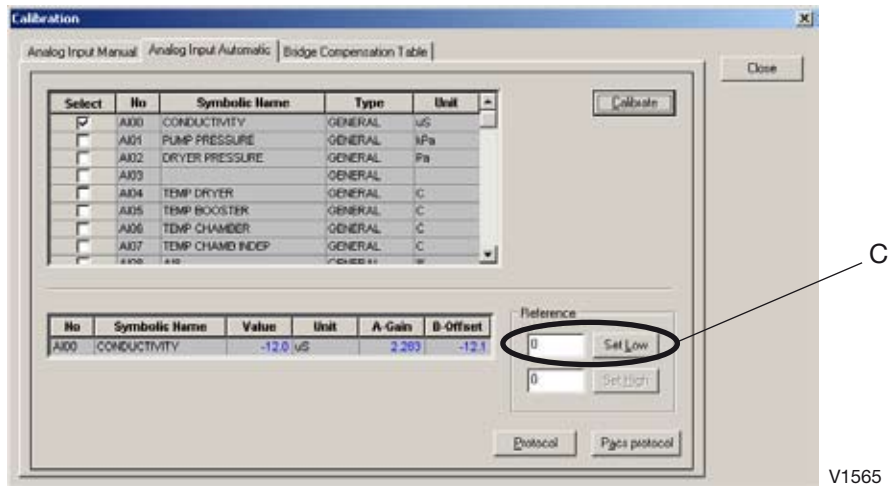 Calibration
Analog Input Manual Analog Input Automatic Bridge Compensation Table
Close
Select No Symbolic Name Type Unit
Calibrate
AI00 CONDUCTIVITY GENERAL uS
AI01 PUMP PRESSURE GENERAL kPa
AI02 DRYER PRESSURE GENERAL Pa
AI03 GENERAL
AI04 TEMP DRYER GENERAL C
AI05 TEMP BOOSTER GENERAL C
AI06 TEMP CHAMBER GENERAL C
AI07 TEMP CHAMB INDEP GENERAL C
C
Reference
No Symbolic Name Value Unit A-Gain B-Offset
AI00 CONDUCTIVITY -12.0 uS 2.283 -12.1
0 Set Low
0 Set High
Protocol Pacs protocol
V1565